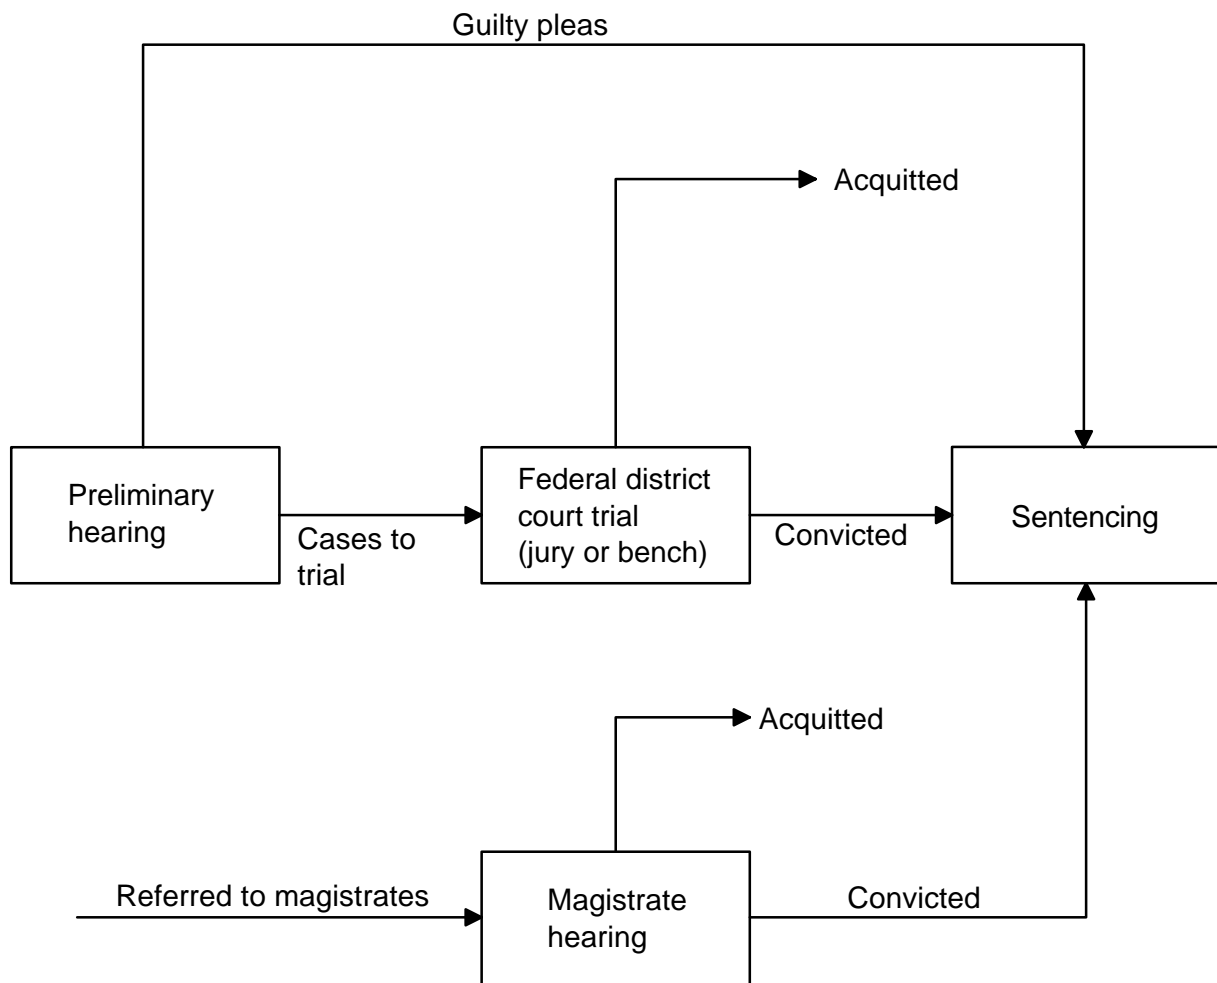 Guilty pleas
Acquitted
Preliminary
hearing
Cases to
trial
Federal district
court trial
(jury or bench)
Convicted
Sentencing
Acquitted
Referred to magistrates
Magistrate
hearing
Convicted